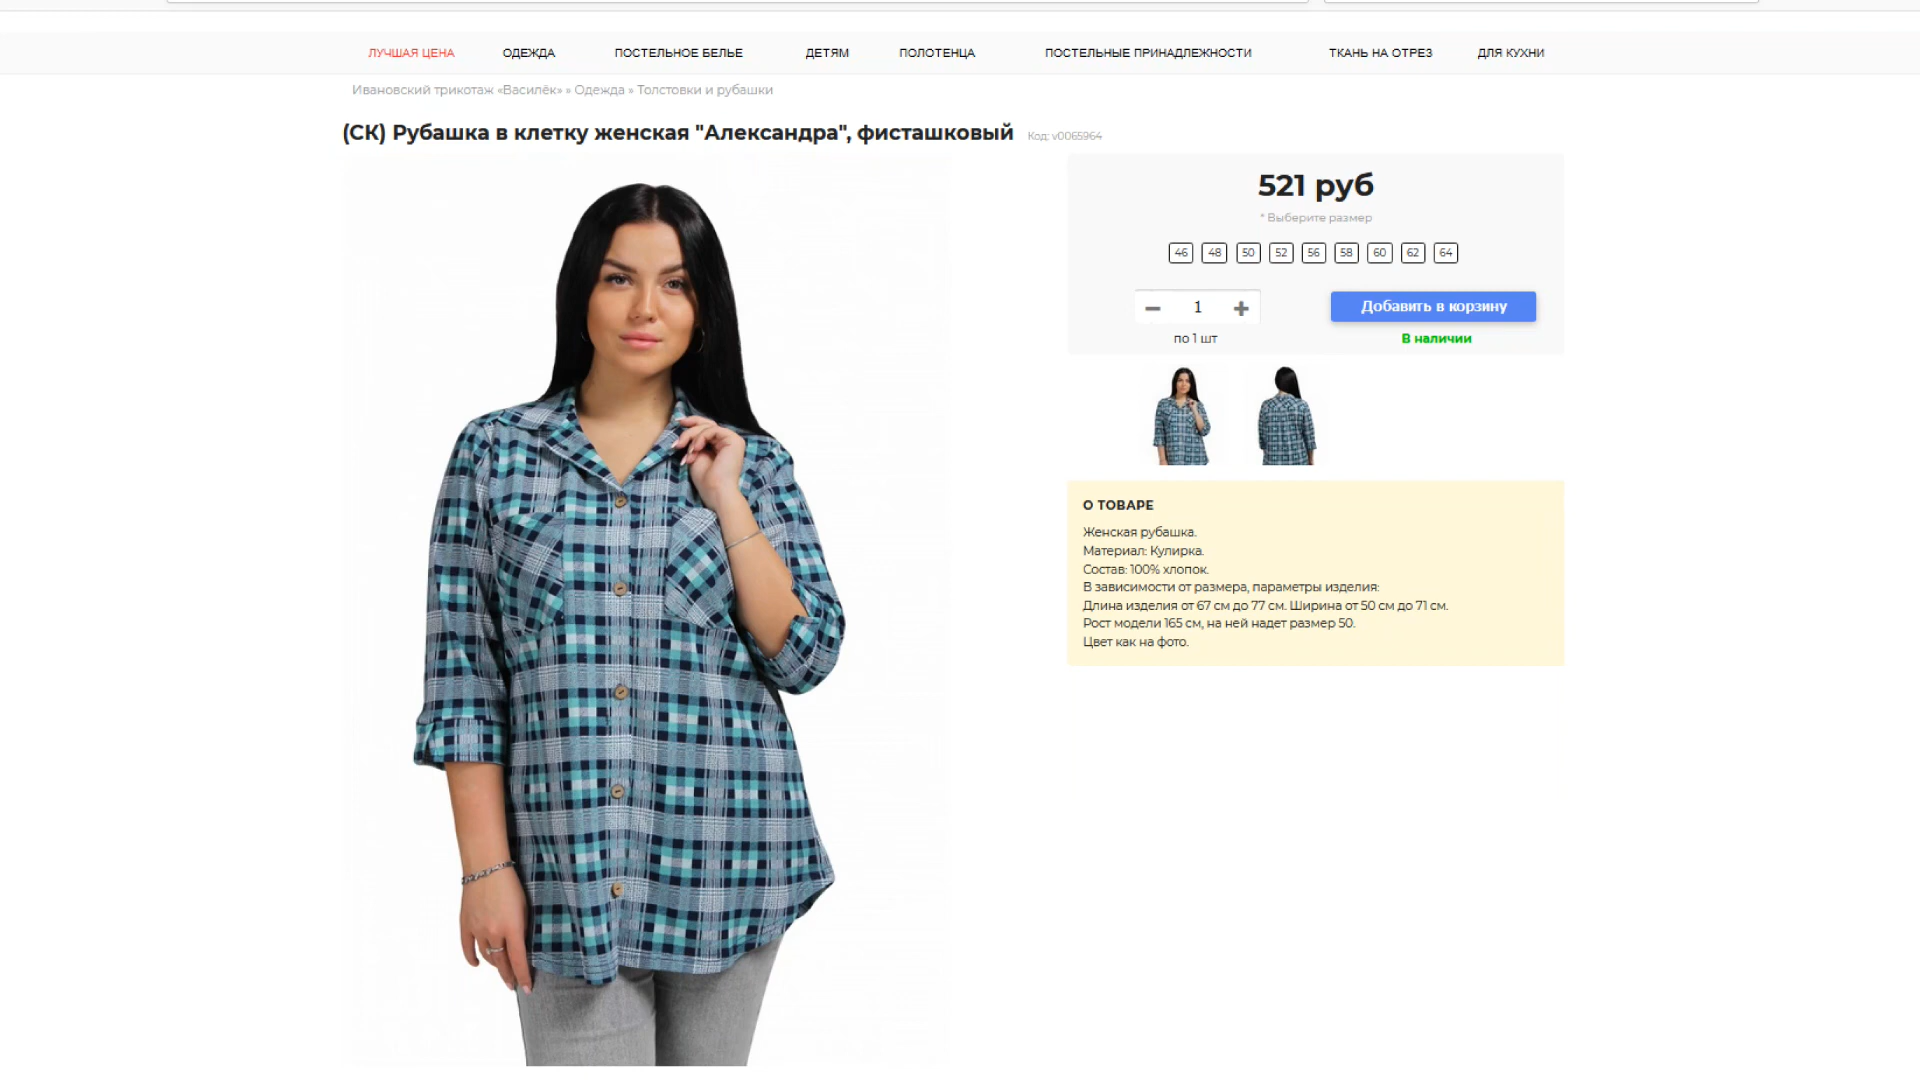 ЛУЧШАЯ ЦЕНА ОДЕЖДА ПОСТЕЛЬНОЕ БЕЛЬЕ ДЕТЯМ ПОЛОТЕНЦА ПОСТЕЛЬНЫЕ ПРИНАДЛЕЖНОСТИ ТКАНЬ НА ОТРЕЗ ДЛЯ КУХНИ
Ивановский трикотаж «Василёк» » Одежда » Толстовки и рубашки
(СК) Рубашка в клетку женская "Александра", фисташковый Код: v0065964
521 руб
* Выберите размер
46 48 50 52 56 58 60 62 64
1 Добавить в корзину
по 1 шт В наличии
О ТОВАРЕ
Женская рубашка.
Материал: Кулирка.
Состав: 100% хлопок.
В зависимости от размера, параметры изделия:
Длина изделия от 67 см до 77 см. Ширина от 50 см до 71 см.
Рост модели 165 см, на ней надет размер 50.
Цвет как на фото.